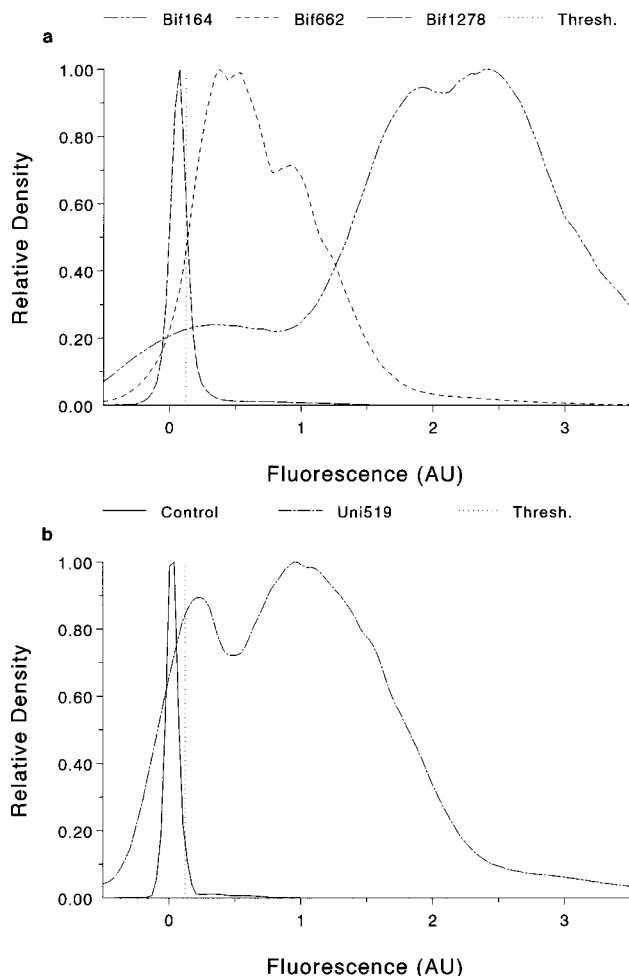 Bif164 Bif662 Bif1278 Thresh.
a
1.00
0.80
0.60
0.40
0.20
0.00
Relative Density
0 1 2 3
Fluorescence (AU)
Control Uni519 Thresh.
b
1.00
0.80
0.60
0.40
0.20
0.00
Relative Density
0 1 2 3
Fluorescence (AU)